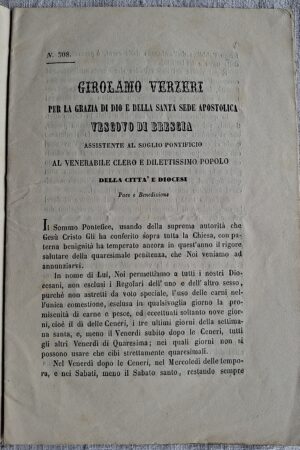 N. 308.
GIROLAMO VERZERI
PER LA GRAZIA DI DIO E DELLA SANTA SEDE APOSTOLICA
VESCOVO DI BRESCIA
ASSISTENTE AL SOGLIO PONTIFICIO
AL VENERABILE CLERO E DILETTISSIMO POPOLO
DELLA CITTA' E DIOCESI
Pace e Benedizione
IL Sommo Pontefice, usando della suprema autorità che
Gesù Cristo Gli ha conferito sopra tutta la Chiesa, con pa-
terna benignità ha temperato ancora in quest'anno il rigore
salutare della quaresimale penitenza, che Noi veniamo ad
annunziarvi.
In nome di Lui, Noi permettiamo a tutti i nostri Dio-
cesani, non esclusi i Regolari dell'uno e dell'altro sesso,
purchè non astretti da voto speciale, l'uso delle carni nel-
l'unica comestione, esclusa in qualsivoglia giorno la pro-
miscuità di carne e pesce, ed eccettuati soltanto nove gior-
ni, cioè il dì delle Ceneri, i tre ultimi giorni della settima-
na santa, e, meno il Venerdì subito dopo le Ceneri, tutti
gli altri Venerdì di Quaresima; nei quali giorni non si
possono usare che cibi strettamente quaresimali.
Nel Venerdì dopo le Ceneri, nel Mercoledì delle tempo-
ra, e nei Sabati, meno il Sabato santo, restando sempre